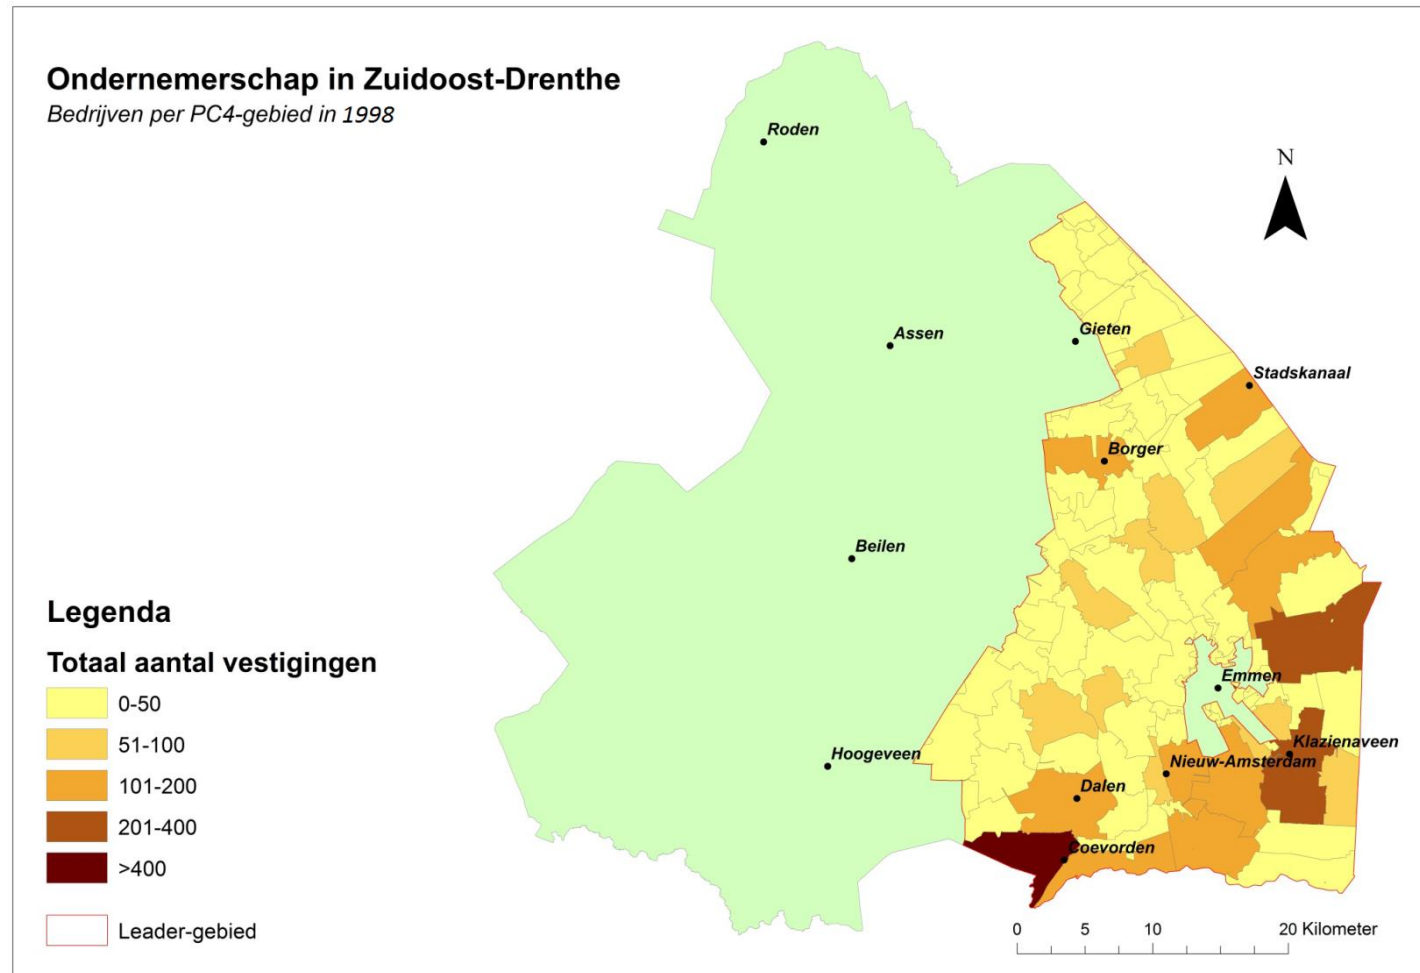 Ondernemerschap in Zuidoost-Drenthe
Bedrijven per PC4-gebied in 1998
Roden
N
Assen
Gieten
Stadskanaal
Borger
Beilen
Emmen
Klazienaveen
Hoogeveen
Nieuw-Amsterdam
Dalen
Coevorden
Legenda
Totaal aantal vestigingen
0-50
51-100
101-200
201-400
>400
Leader-gebied
0 5 10 20 Kilometer